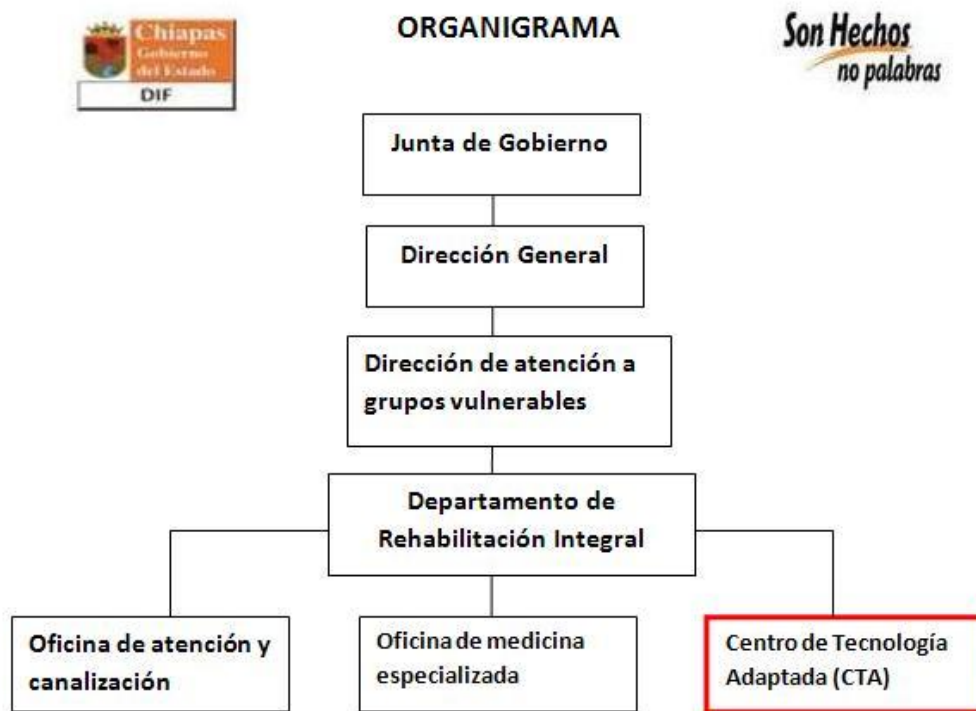 Chiapas
Gobierno
del Estado
DIF
ORGANIGRAMA
Son Hechos
no palabras
Junta de Gobierno
Dirección General
Dirección de atención a
grupos vulnerables
Departamento de
Rehabilitación Integral
Oficina de atención y
canalización
Oficina de medicina
especializada
Centro de Tecnología
Adaptada (CTA)